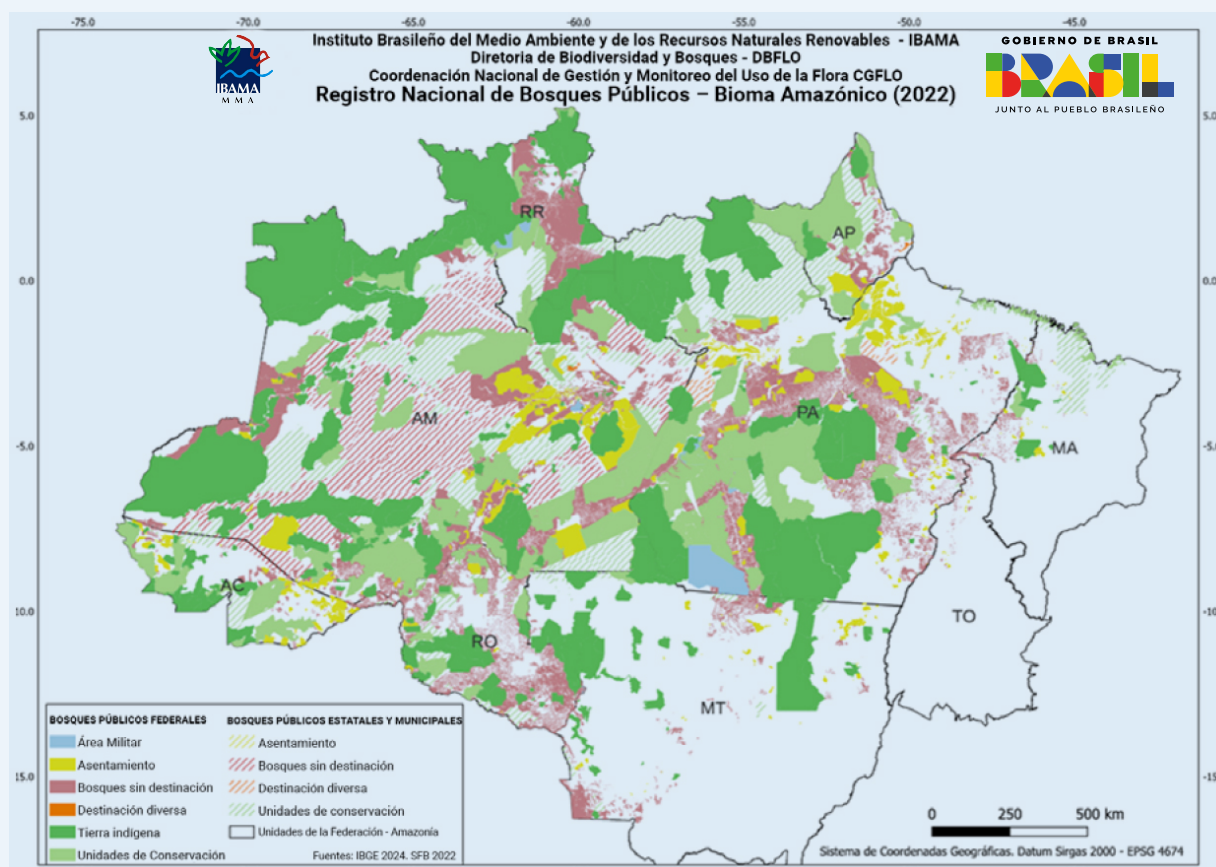 -75.0 -70.0 -65.0 -60.0 -55.0 -50.0 -45.0
Instituto Brasileño del Medio Ambiente y de los Recursos Naturales Renovables - IBAMA
Diretoria de Biodiversidad y Bosques - DBFLO
Coordenación Nacional de Gestión y Monitoreo del Uso de la Flora CGFLO
Registro Nacional de Bosques Públicos – Bioma Amazónico (2022)
IBAMA
MMA
GOBIERNO DE BRASIL
BRASIL
JUNTO AL PUEBLO BRASILEÑO
5.0 5.0
RR
AP
0.0 0.0
AM
PA
-5.0 -5.0
MA
AC
-10.0 -10
TO
RO
MT
15.0 -15
BOSQUES PÚBLICOS FEDERALES
Área Militar
Asentamiento
Bosques sin destinación
Destinación diversa
Tierra indígena
Unidades de Conservación
BOSQUES PÚBLICOS ESTATALES Y MUNICIPALES
Asentamiento
Bosques sin destinación
Destinación diversa
Unidades de conservación
Unidades de la Federación - Amazonía
Fuentes: IBGE 2024. SFB 2022
0 250 500 km
Sistema de Coordenadas Geográficas. Datum Sirgas 2000 - EPSG 4674